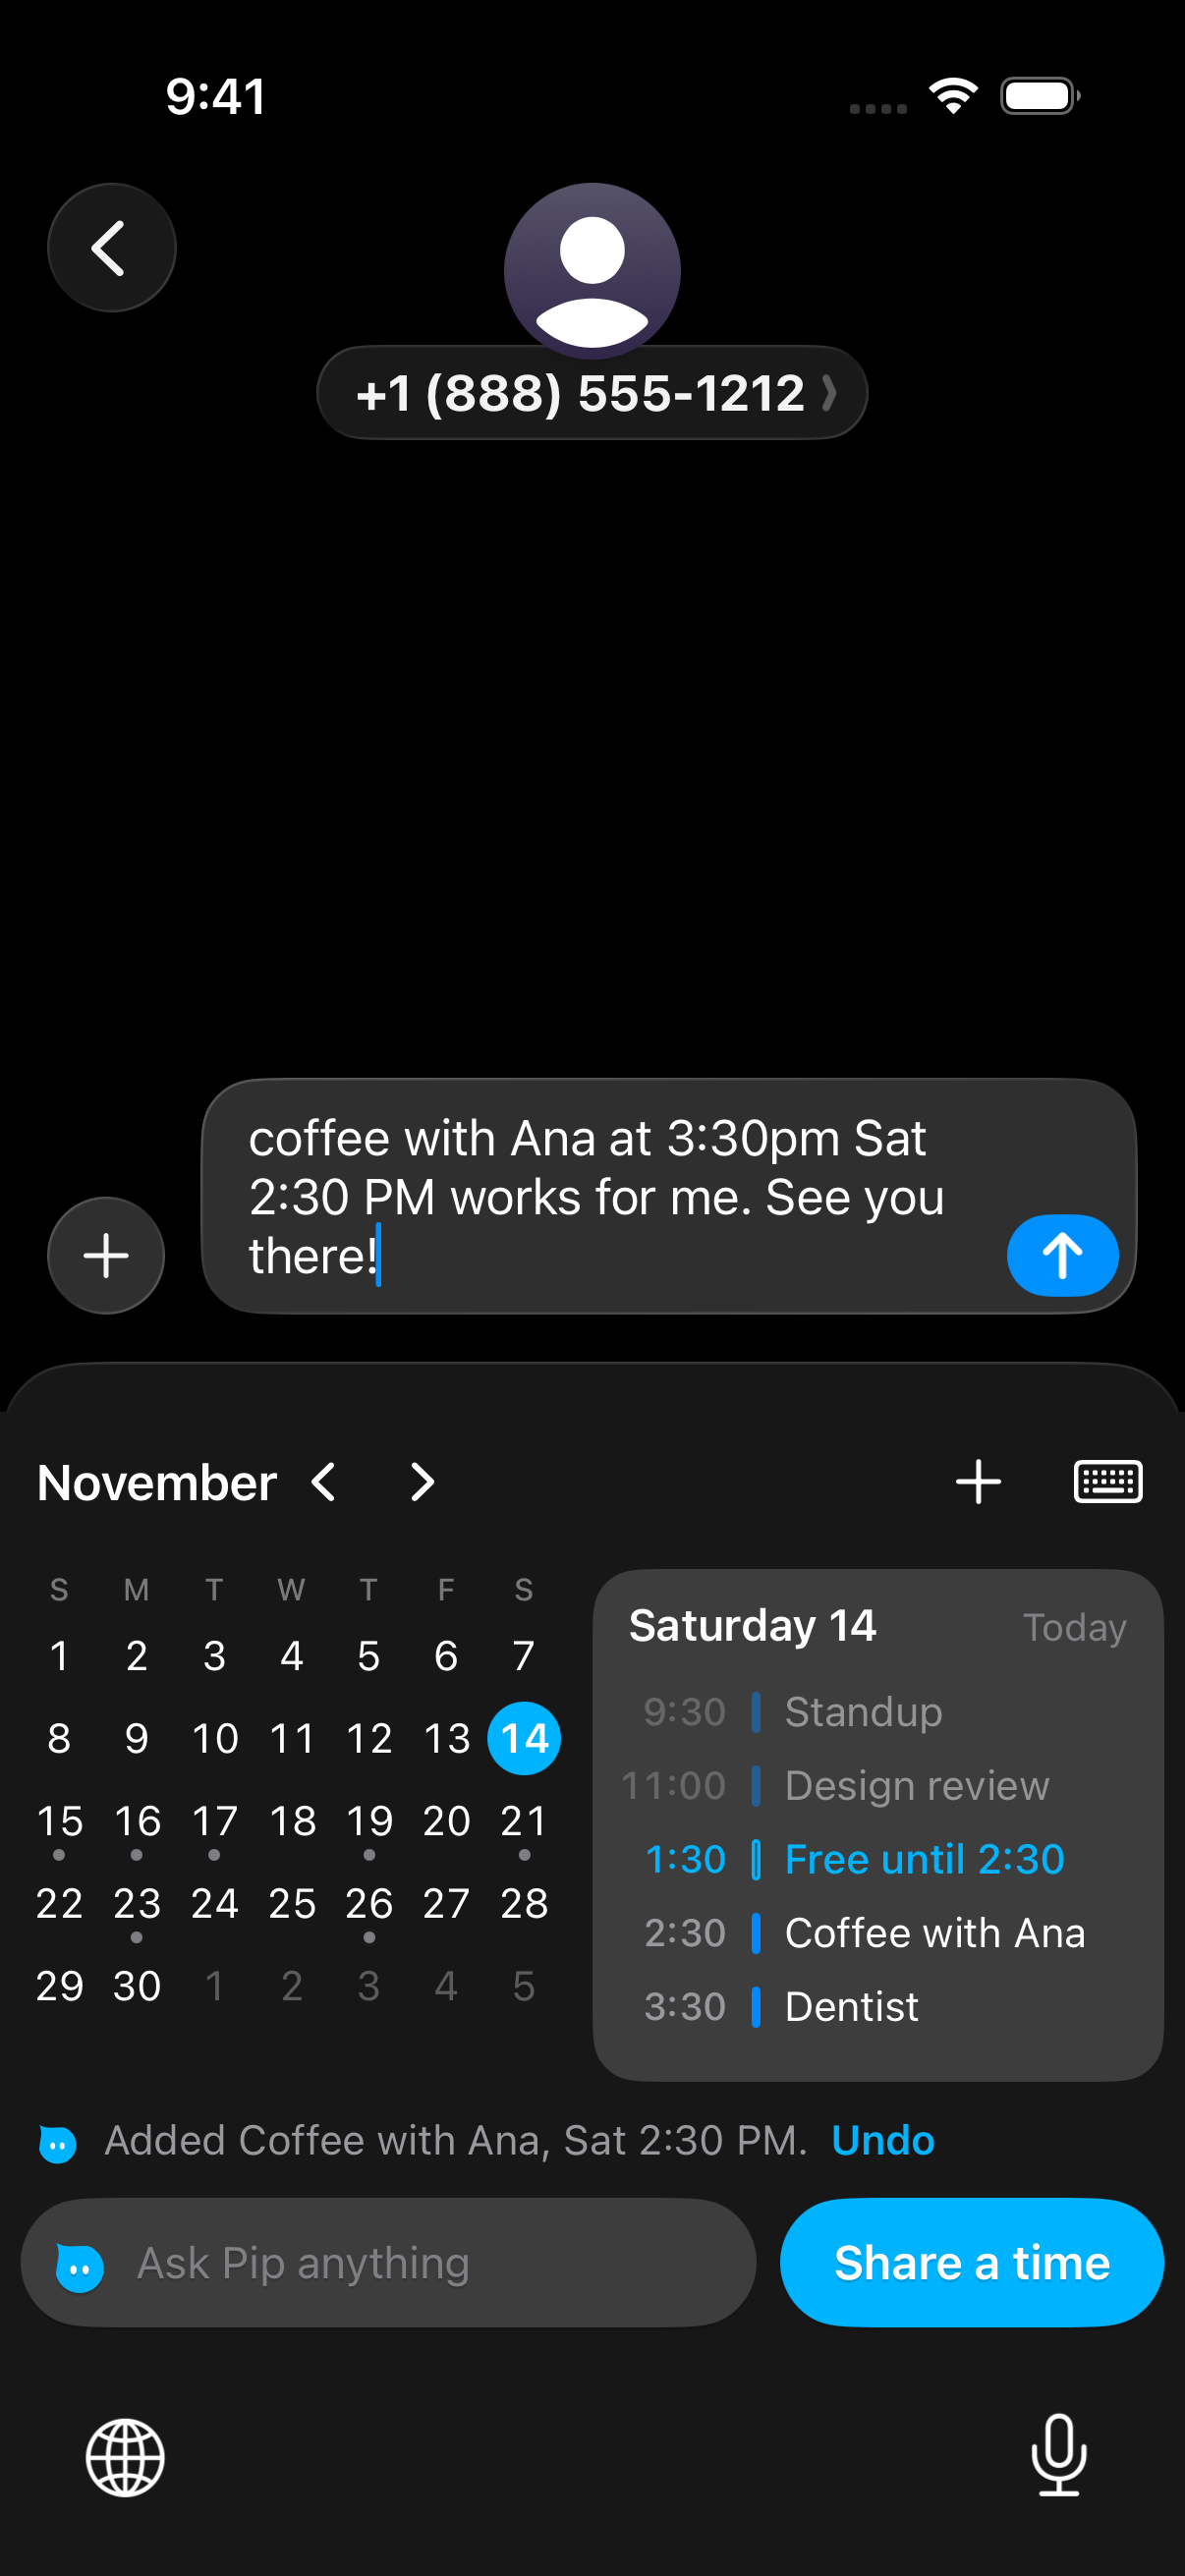 9:41
+1 (888) 555-1212
coffee with Ana at 3:30pm Sat
2:30 PM works for me. See you
there!
November
S M T W T F S
1 2 3 4 5 6 7
8 9 10 11 12 13 14
15 16 17 18 19 20 21
22 23 24 25 26 27 28
29 30 1 2 3 4 5
Saturday 14 Today
9:30 Standup
11:00 Design review
1:30 Free until 2:30
2:30 Coffee with Ana
3:30 Dentist
Added Coffee with Ana, Sat 2:30 PM. Undo
Ask Pip anything
Share a time